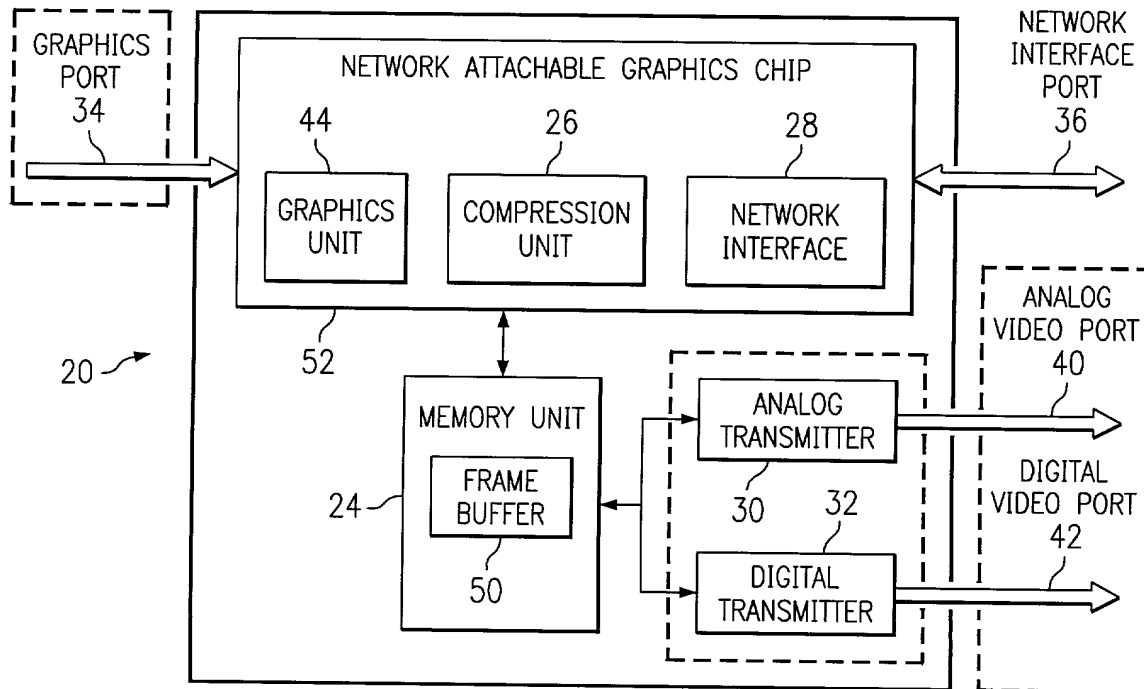 GRAPHICS
PORT
34
NETWORK ATTACHABLE GRAPHICS CHIP
44
GRAPHICS
UNIT
26
COMPRESSION
UNIT
28
NETWORK
INTERFACE
NETWORK
INTERFACE
PORT
36
52
20
MEMORY UNIT
24
FRAME
BUFFER
50
ANALOG
TRANSMITTER
30
32
DIGITAL
TRANSMITTER
ANALOG
VIDEO PORT
40
DIGITAL
VIDEO PORT
42